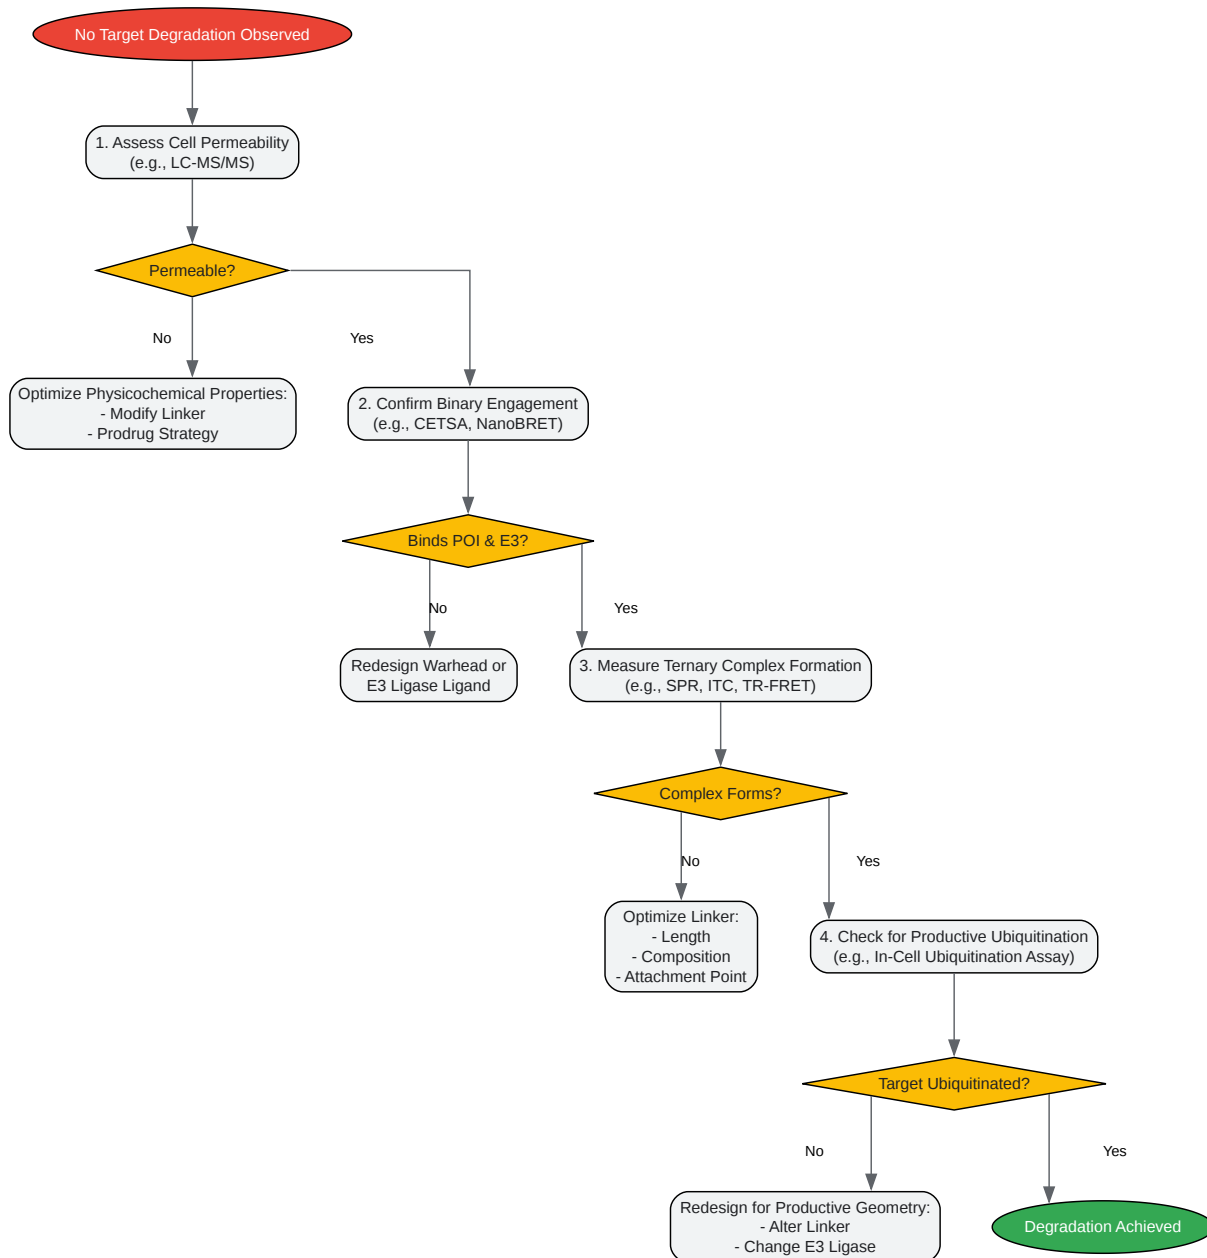 No Target Degradation Observed
1. Assess Cell Permeability
(e.g., LC-MS/MS)
Permeable?
No
Yes
Optimize Physicochemical Properties:
- Modify Linker
- Prodrug Strategy
2. Confirm Binary Engagement
(e.g., CETSA, NanoBRET)
Binds POI & E3?
No
Yes
Redesign Warhead or
E3 Ligase Ligand
3. Measure Ternary Complex Formation
(e.g., SPR, ITC, TR-FRET)
Complex Forms?
No
Yes
Optimize Linker:
- Length
- Composition
- Attachment Point
4. Check for Productive Ubiquitination
(e.g., In-Cell Ubiquitination Assay)
Target Ubiquitinated?
No
Yes
Redesign for Productive Geometry:
- Alter Linker
- Change E3 Ligase
Degradation Achieved